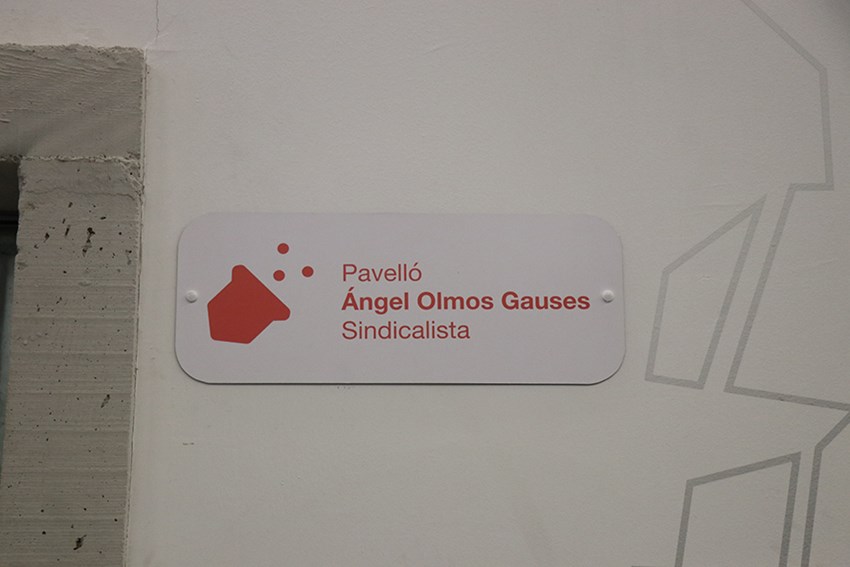 Pavelló
Ángel Olmos Gauses
Sindicalista